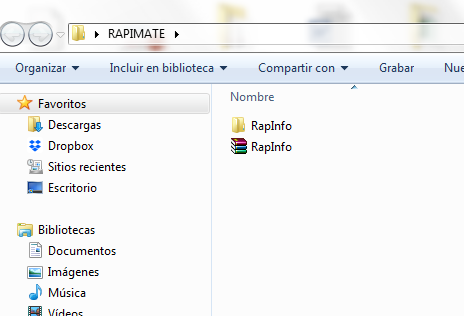 RAPIMATE
Organizar Incluir en biblioteca Compartir con Grabar Nue
Favoritos
Descargas
Dropbox
Sitios recientes
Escritorio
Bibliotecas
Documentos
Imágenes
Música
Vídeos
Nombre
RapInfo
RapInfo